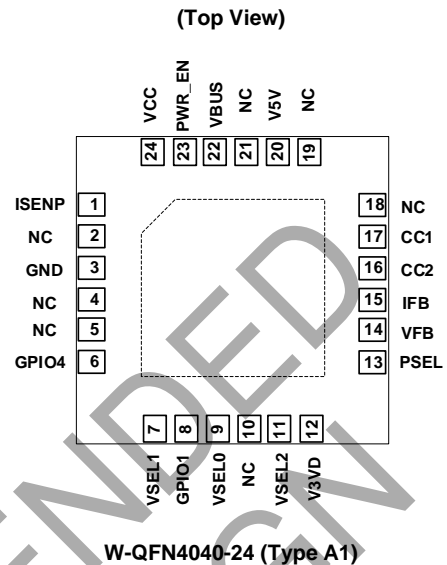 (Top View)
VCC
PWR_EN
VBUS
NC
V5V
NC
24
23
22
21
20
19
ISENP 1
NC 2
GND 3
NC 4
NC 5
GPIO4 6
18 NC
17 CC1
16 CC2
15 IFB
14 VFB
13 PSEL
7
8
9
10
11
12
VSEL1
GPIO1
VSEL0
NC
VSEL2
V3VD
W-QFN4040-24 (Type A1)